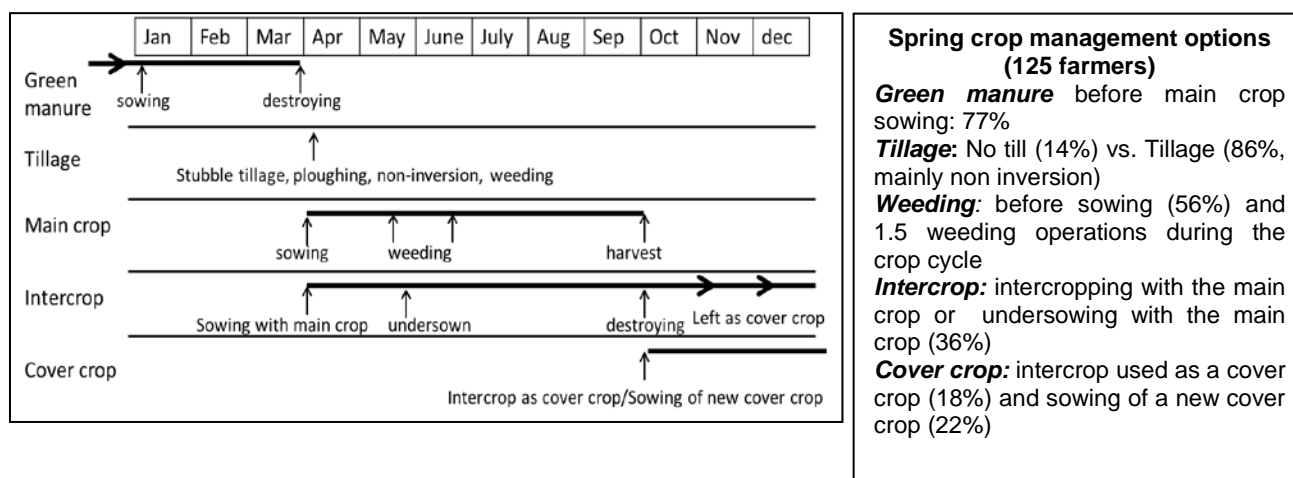 Jan Feb Mar Apr May June July Aug Sep Oct Nov dec
Green
manure
sowing destroying
Tillage
Stubble tillage, ploughing, non-inversion, weeding
Main crop
sowing weeding harvest
Intercrop
Sowing with main crop undersown destroying Left as cover crop
Cover crop
Intercrop as cover crop/Sowing of new cover crop
Spring crop management options
(125 farmers)
Green manure before main crop
sowing: 77%
Tillage: No till (14%) vs. Tillage (86%,
mainly non inversion)
Weeding: before sowing (56%) and
1.5 weeding operations during the
crop cycle
Intercrop: intercropping with the main
crop or undersowing with the main
crop (36%)
Cover crop: intercrop used as a cover
crop (18%) and sowing of a new cover
crop (22%)